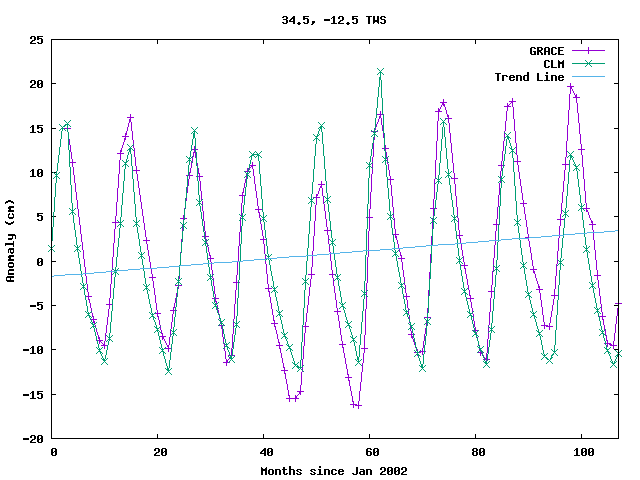 34.5, -12.5 TWS
GRACE
CLM
Trend Line
25
20
15
10
5
0
-5
-10
-15
-20
Anomaly (cm)
0 20 40 60 80 100
Months since Jan 2002